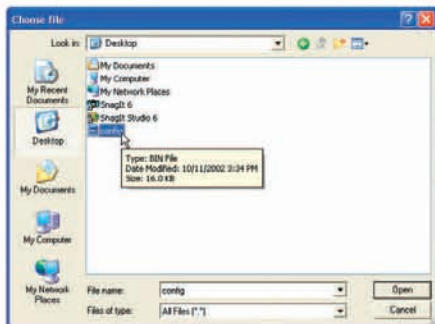 Choose file
Look in:
Desktop
My Recent
Documents
Desktop
My Documents
My Computer
My Network
Places
My Documents
My Computer
My Network Places
SnagIt 6
SnagIt Studio 6
config
Type: BIN File
Date Modified: 10/11/2002 3:34 PM
Size: 16.0 KB
File name:
config
Open
Files of type:
All Files (*.*)
Cancel